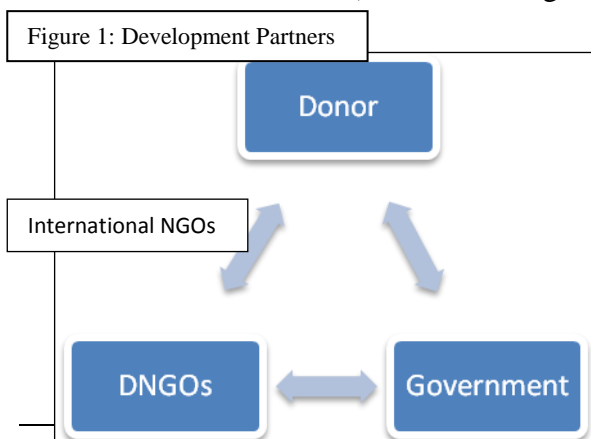 Figure 1: Development Partners
Donor
International NGOs
DNGOs
Government